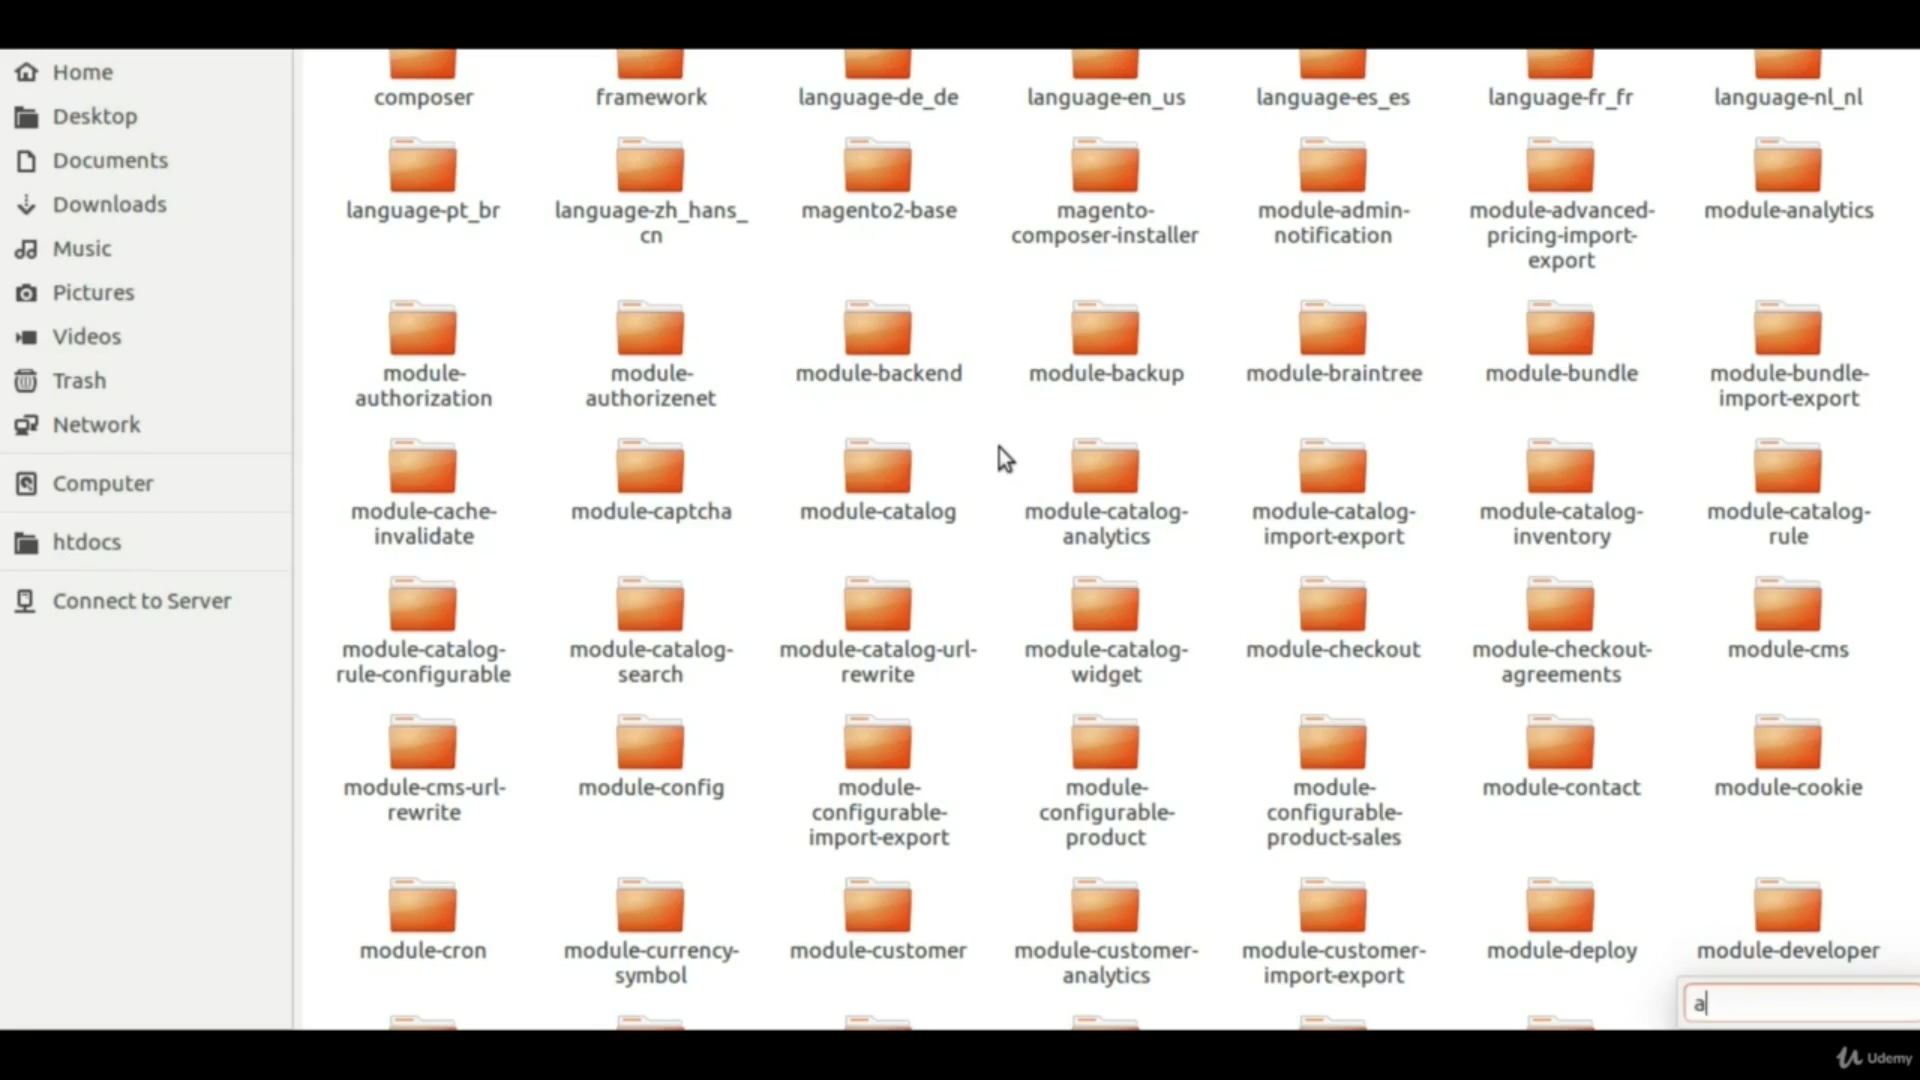 Home
Desktop
Documents
Downloads
Music
Pictures
Videos
Trash
Network
Computer
htdocs
Connect to Server
composer
framework
language-de_de
language-en_us
language-es_es
language-fr_fr
language-nl_nl
language-pt_br
language-zh_hans_
cn
magento2-base
magento-
composer-installer
module-admin-
notification
module-advanced-
pricing-import-
export
module-analytics
module-
authorization
module-
authorizenet
module-backend
module-backup
module-braintree
module-bundle
module-bundle-
import-export
module-cache-
invalidate
module-captcha
module-catalog
module-catalog-
analytics
module-catalog-
import-export
module-catalog-
inventory
module-catalog-
rule
module-catalog-
rule-configurable
module-catalog-
search
module-catalog-url-
rewrite
module-catalog-
widget
module-checkout
module-checkout-
agreements
module-cms
module-cms-url-
rewrite
module-config
module-
configurable-
import-export
module-
configurable-
product
module-
configurable-
product-sales
module-contact
module-cookie
module-cron
module-currency-
symbol
module-customer
module-customer-
analytics
module-customer-
import-export
module-deploy
module-developer
a
Udemy